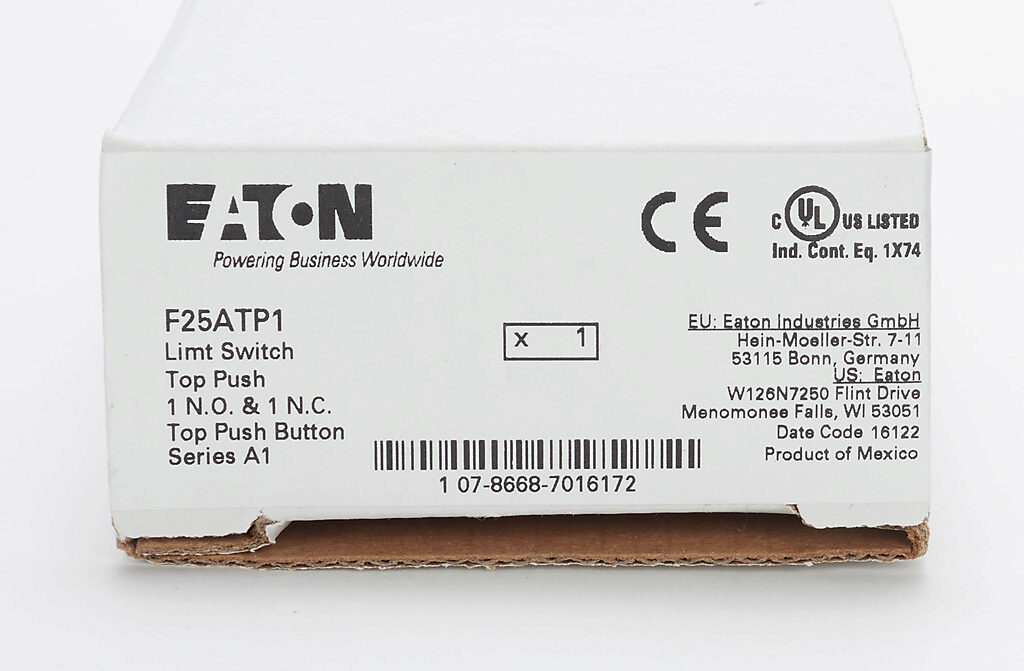 EATON
Powering Business Worldwide
CE
C UL US LISTED
Ind. Cont. Eq. 1X74
F25ATP1
Limt Switch
Top Push
1 N.O. & 1 N.C.
Top Push Button
Series A1
x 1
EU: Eaton Industries GmbH
Hein-Moeller-Str. 7-11
53115 Bonn, Germany
US: Eaton
W126N7250 Flint Drive
Menomonee Falls, WI 53051
Date Code 16122
Product of Mexico
1 07-8668-7016172